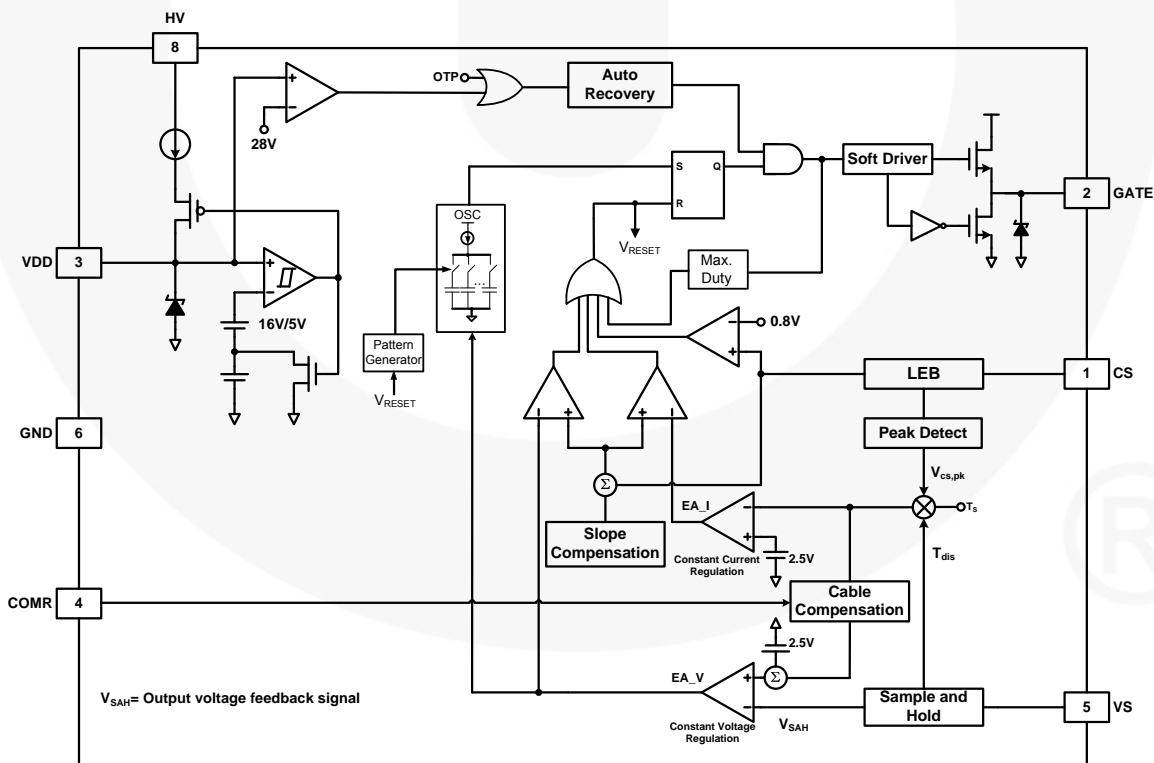 HV
8
OTP
Auto
Recovery
28V
S
Q
R
Soft Driver
2
GATE
OSC
...
VDD
3
VRESET
Max.
Duty
16V/5V
0.8V
Pattern
Generator
VRESET
LEB
1
CS
GND
6
Peak Detect
Vcs,pk
Σ
EA_I
TS
Slope
Compensation
Constant Current
Regulation
2.5V
Tdis
COMR
4
Cable
Compensation
2.5V
EA_V
Σ
VSAH= Output voltage feedback signal
Constant Voltage
Regulation
VSAH
Sample and
Hold
5
VS
®